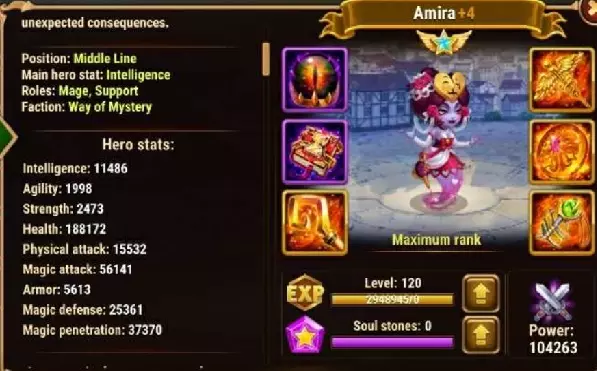 unexpected consequences.
Position: Middle Line
Main hero stat: Intelligence
Roles: Mage, Support
Faction: Way of Mystery
Hero stats:
Intelligence: 11486
Agility: 1998
Strength: 2473
Health: 188172
Physical attack: 15532
Magic attack: 56141
Armor: 5613
Magic defense: 25361
Magic penetration: 37370
Amira+4
Maximum rank
EXP
Level: 120
2948945/0
Soul stones: 0
Power:
104263